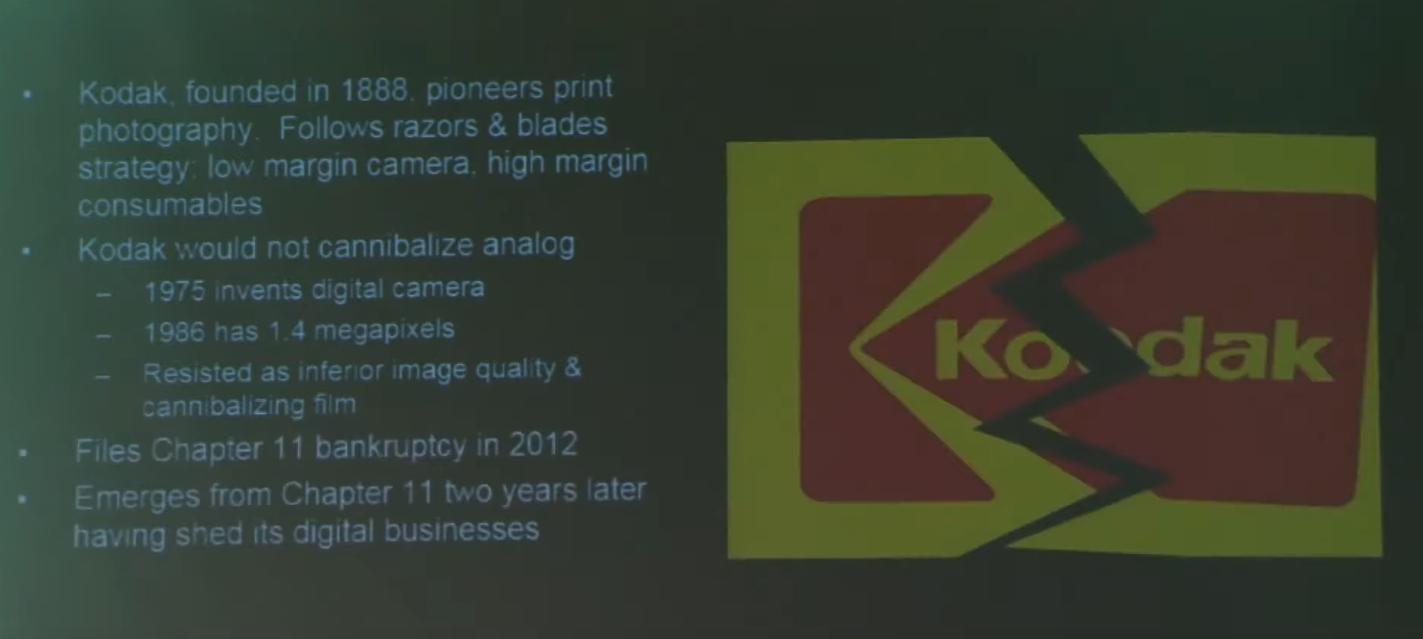 • Kodak, founded in 1888, pioneers print
photography. Follows razors & blades
strategy: low margin camera, high margin
consumables
• Kodak would not cannibalize analog
– 1975 invents digital camera
– 1986 has 1.4 megapixels
– Resisted as inferior image quality &
cannibalizing film
• Files Chapter 11 bankruptcy in 2012
• Emerges from Chapter 11 two years later
having shed its digital businesses
Kodak